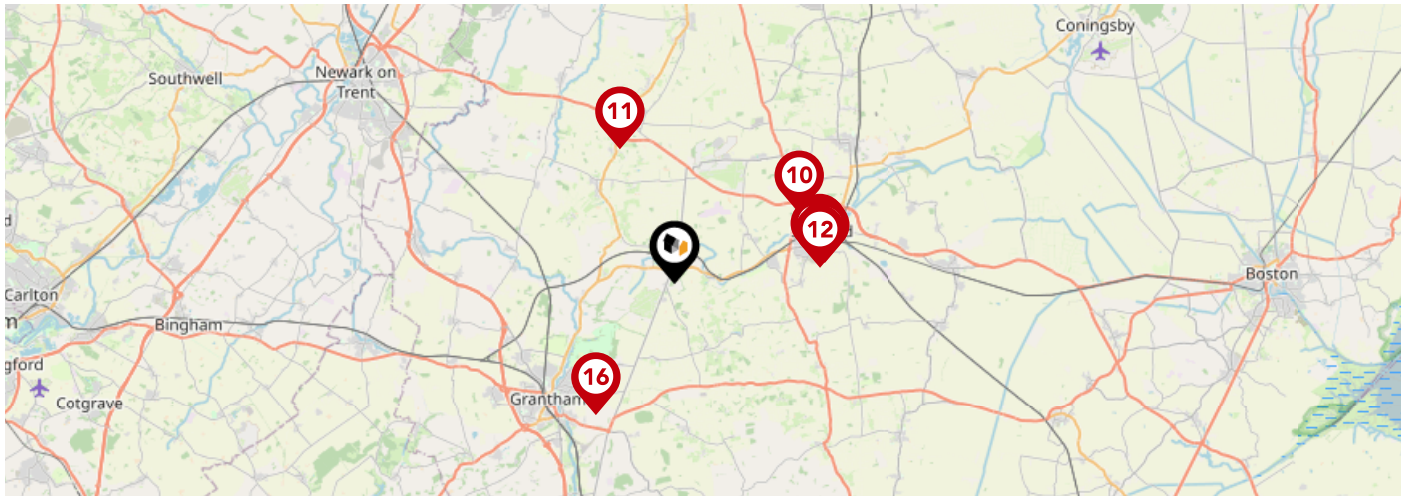 Coningsby
Southwell
Newark on
Trent
11
10
12
d
d
Boston
Carlton
m
Bingham
gford
16
Cotgrave
Grantham